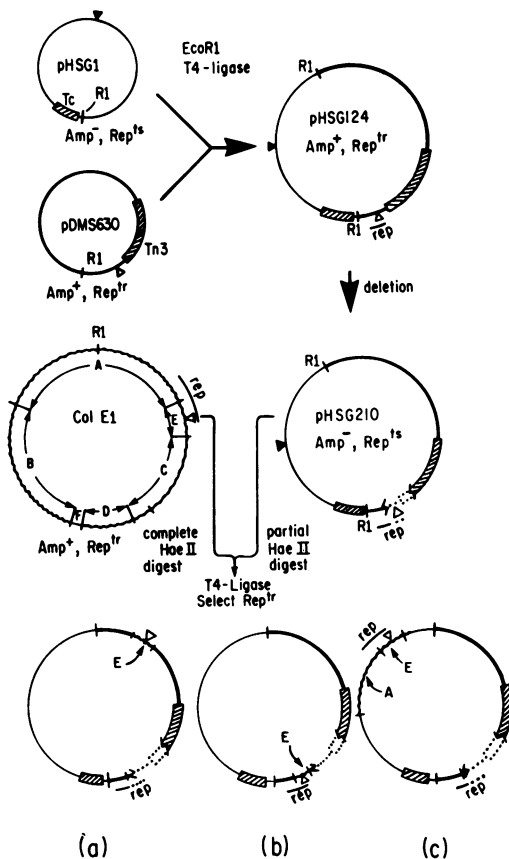 pHSG1
Tc
R1
Amp⁻, Repᵗˢ
EcoR1
T4-ligase
R1
pHSG124
Amp⁺, Repᵗʳ
R1
rep
pDMS630
R1
Tn3
Amp⁺, Repᵗʳ
deletion
R1
A
rep
E
Col E1
B
C
F
D
Amp⁺, Repᵗʳ
complete
Hae II
digest
partial
Hae II
digest
R1
pHSG210
Amp⁻, Repᵗˢ
R1
rep
T4-Ligase
Select Repᵗʳ
E
rep
E
rep
rep
E
A
rep
(a)
(b)
(c)